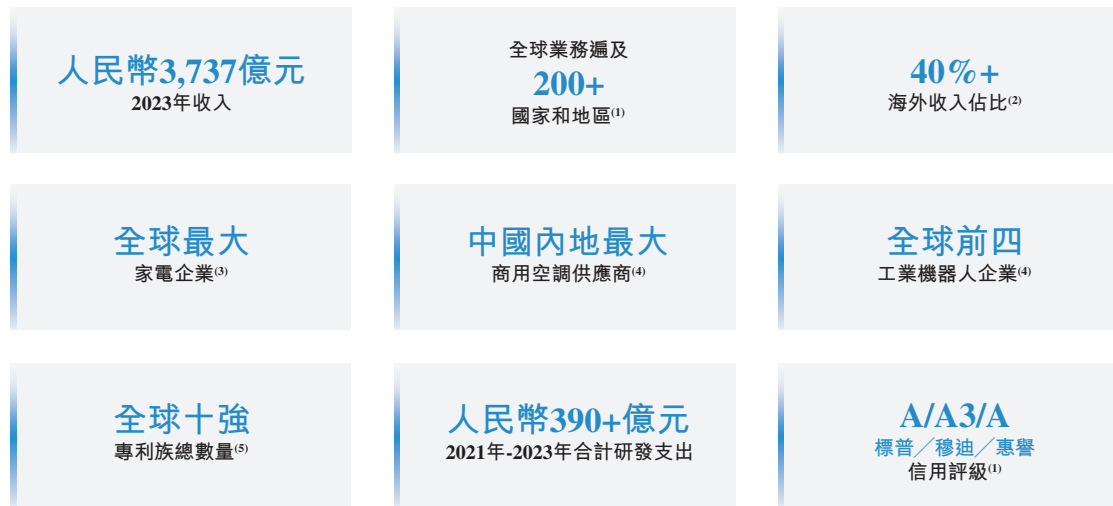 人民幣3,737億元
2023年收入
全球業務遍及
200+
國家和地區(1)
40%+
海外收入佔比(2)
全球最大
家電企業(3)
中國內地最大
商用空調供應商(4)
全球前四
工業機器人企業(4)
全球十強
專利族總數量(5)
人民幣390+億元
2021年-2023年合計研發支出
A/A3/A
標普╱穆迪╱惠譽
信用評級(1)